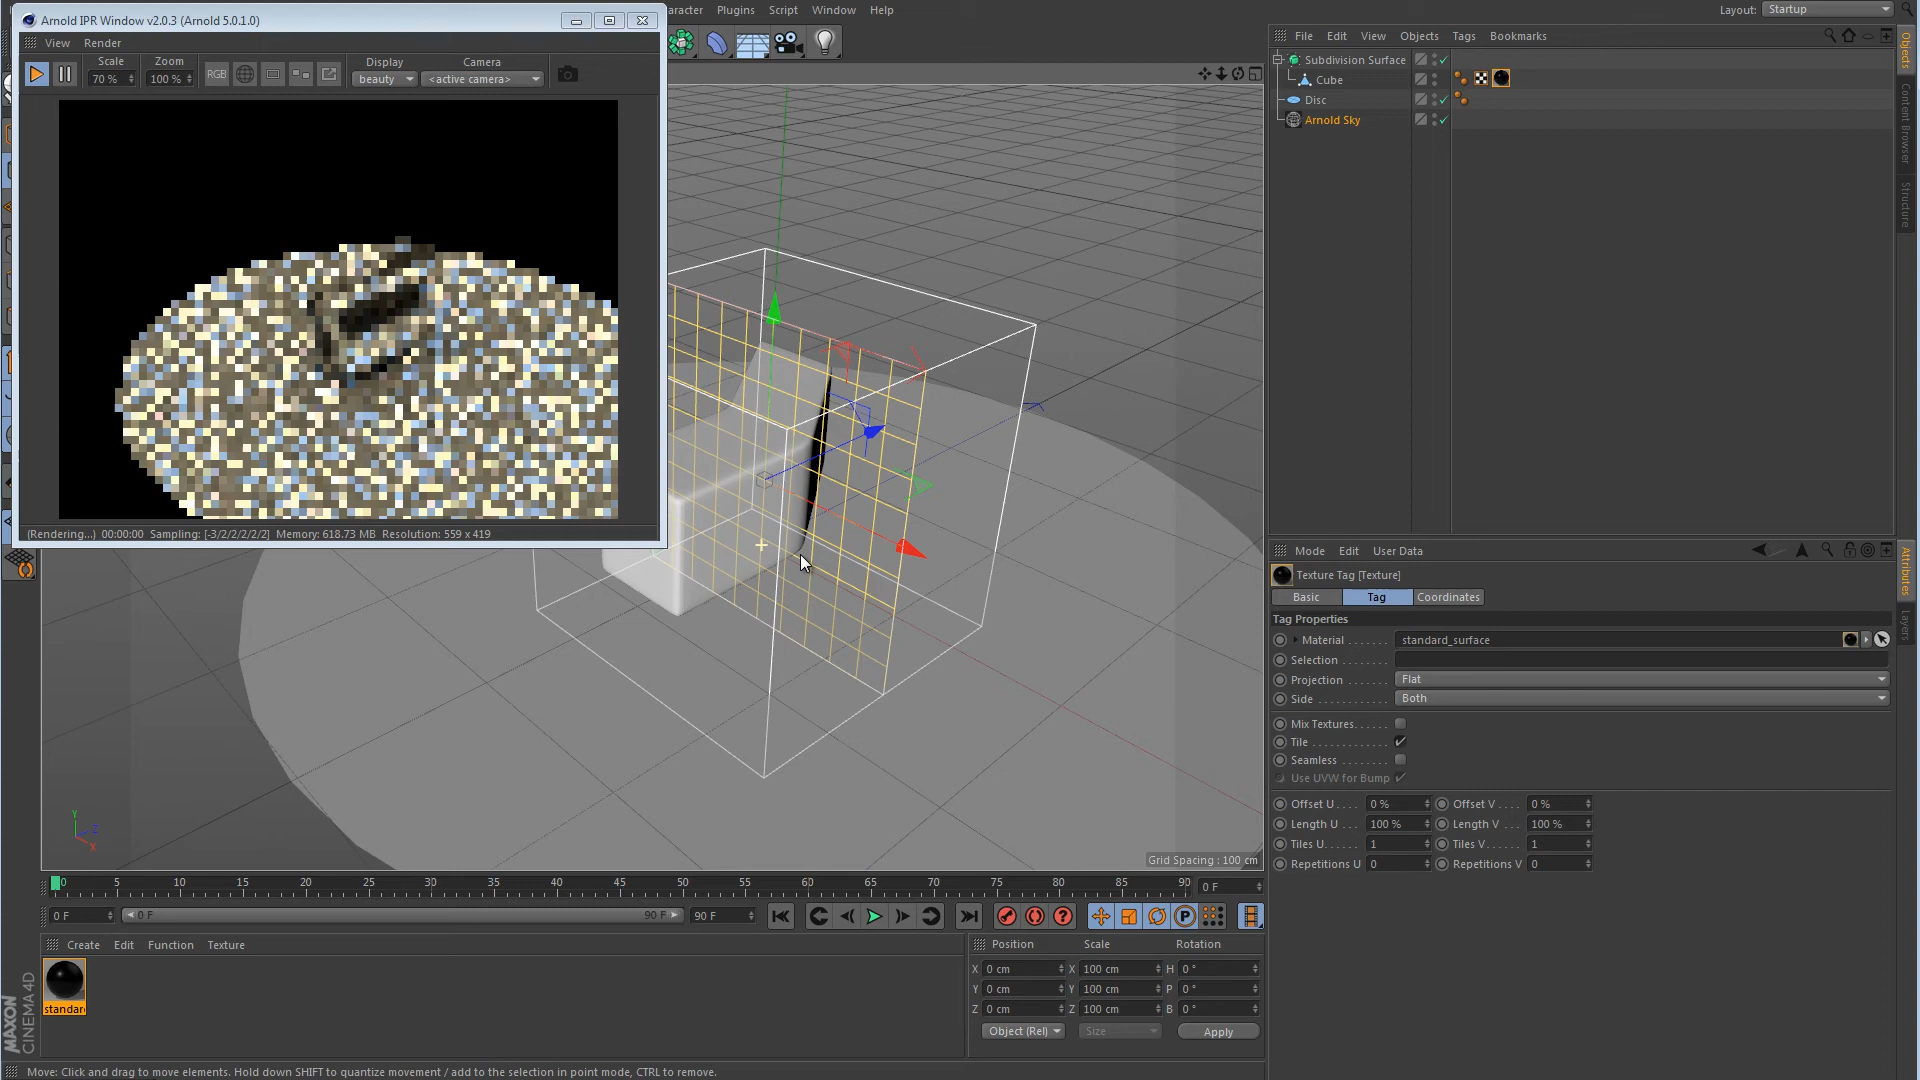 Arnold IPR Window v2.0.3 (Arnold 5.0.1.0)
View Render
Scale Zoom Display Camera
70 % 100 % RGB beauty <active camera>
(Rendering...) 00:00:00 Sampling: [-3/2/2/2/2/2] Memory: 618.73 MB Resolution: 559 x 419
Plugins Script Window Help
Layout: Startup
File Edit View Objects Tags Bookmarks
Subdivision Surface
Cube
Disc
Arnold Sky
Objects
Content Browser
Structure
Mode Edit User Data
Texture Tag [Texture]
Basic Tag Coordinates
Tag Properties
Material standard_surface
Selection
Projection Flat
Side Both
Mix Textures
Tile
Seamless
Use UVW for Bump
Offset U 0 % Offset V 0 %
Length U 100 % Length V 100 %
Tiles U 1 Tiles V 1
Repetitions U 0 Repetitions V 0
Attributes
Layers
Y
Z
X
Grid Spacing : 100 cm
0 5 10 15 20 25 30 35 40 45 50 55 60 65 70 75 80 85 90 0 F
0 F 0 F 90 F 90 F
Create Edit Function Texture
standar
Position Scale Rotation
X 0 cm X 100 cm H 0 °
Y 0 cm Y 100 cm P 0 °
Z 0 cm Z 100 cm B 0 °
Object (Rel) Size Apply
MAXON
CINEMA 4D
Move: Click and drag to move elements. Hold down SHIFT to quantize movement / add to the selection in point mode, CTRL to remove.